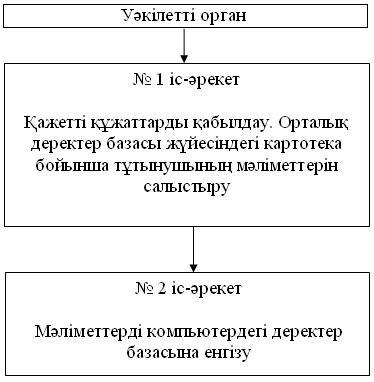 Уәкілетті орган
№ 1 іс-әрекет
Қажетті құжаттарды қабылдау. Орталық
деректер базасы жүйесіндегі картотека
бойынша тұтынушының мәліметтерін
салыстыру
№ 2 іс-әрекет
Мәліметтерді компьютердегі деректер
базасына енгізу